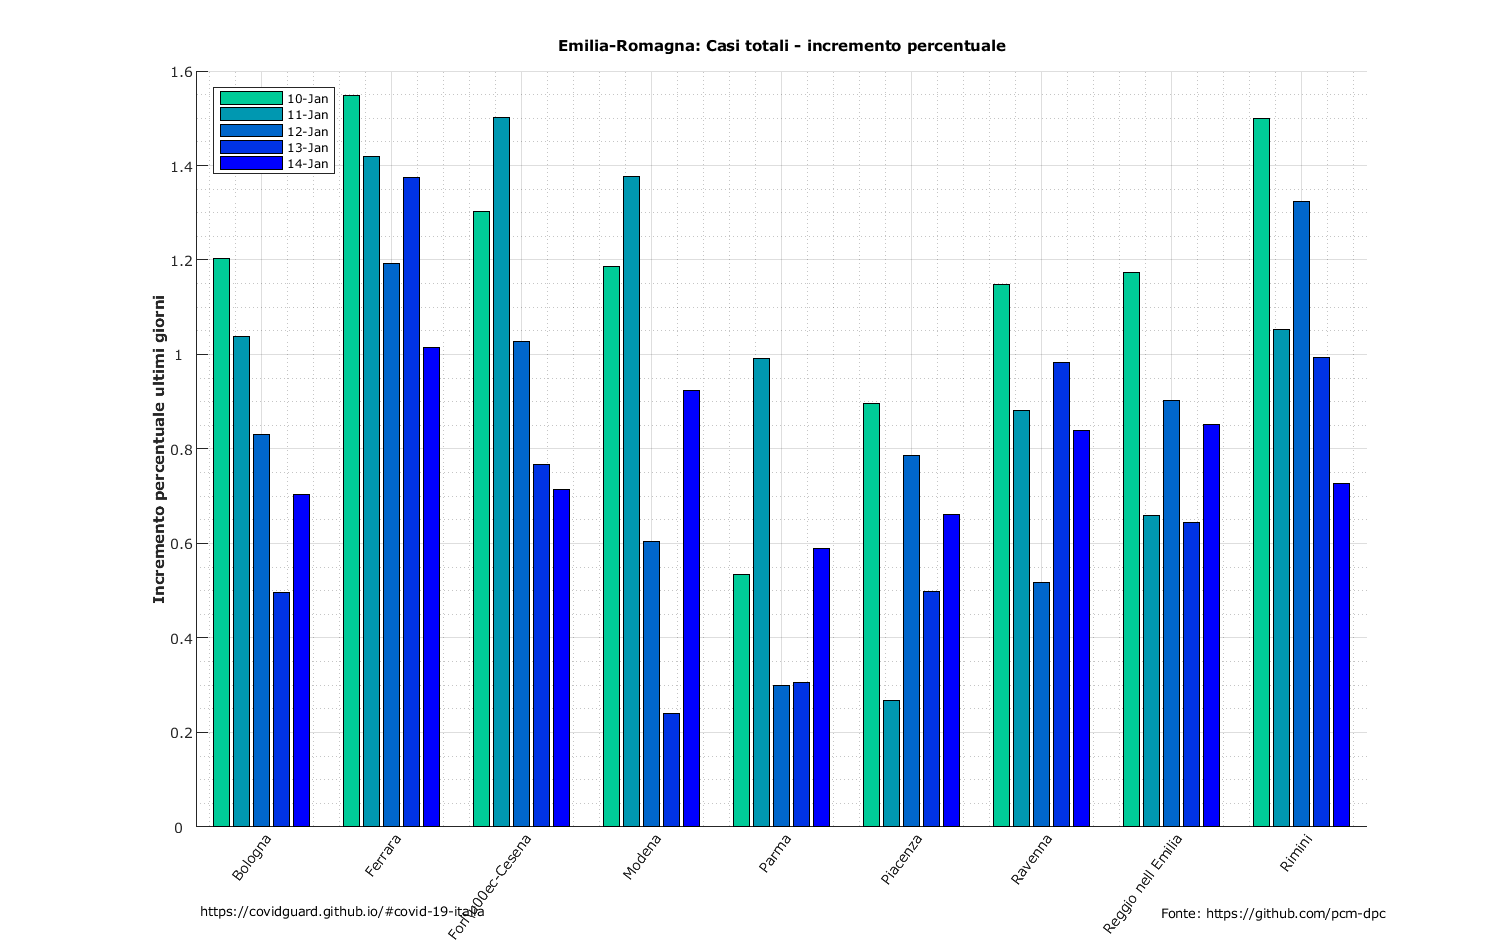 Emilia-Romagna: Casi totali - incremento percentuale
Incremento percentuale ultimi giorni
1.6
1.4
1.2
1
0.8
0.6
0.4
0.2
0
10-Jan
11-Jan
12-Jan
13-Jan
14-Jan
Bologna
Ferrara
Modena
Parma
Piacenza
Ravenna
Reggio nell Emilia
Rimini
https://covidguard.github.io/#covid-19-italia
Fonte: https://github.com/pcm-dpc